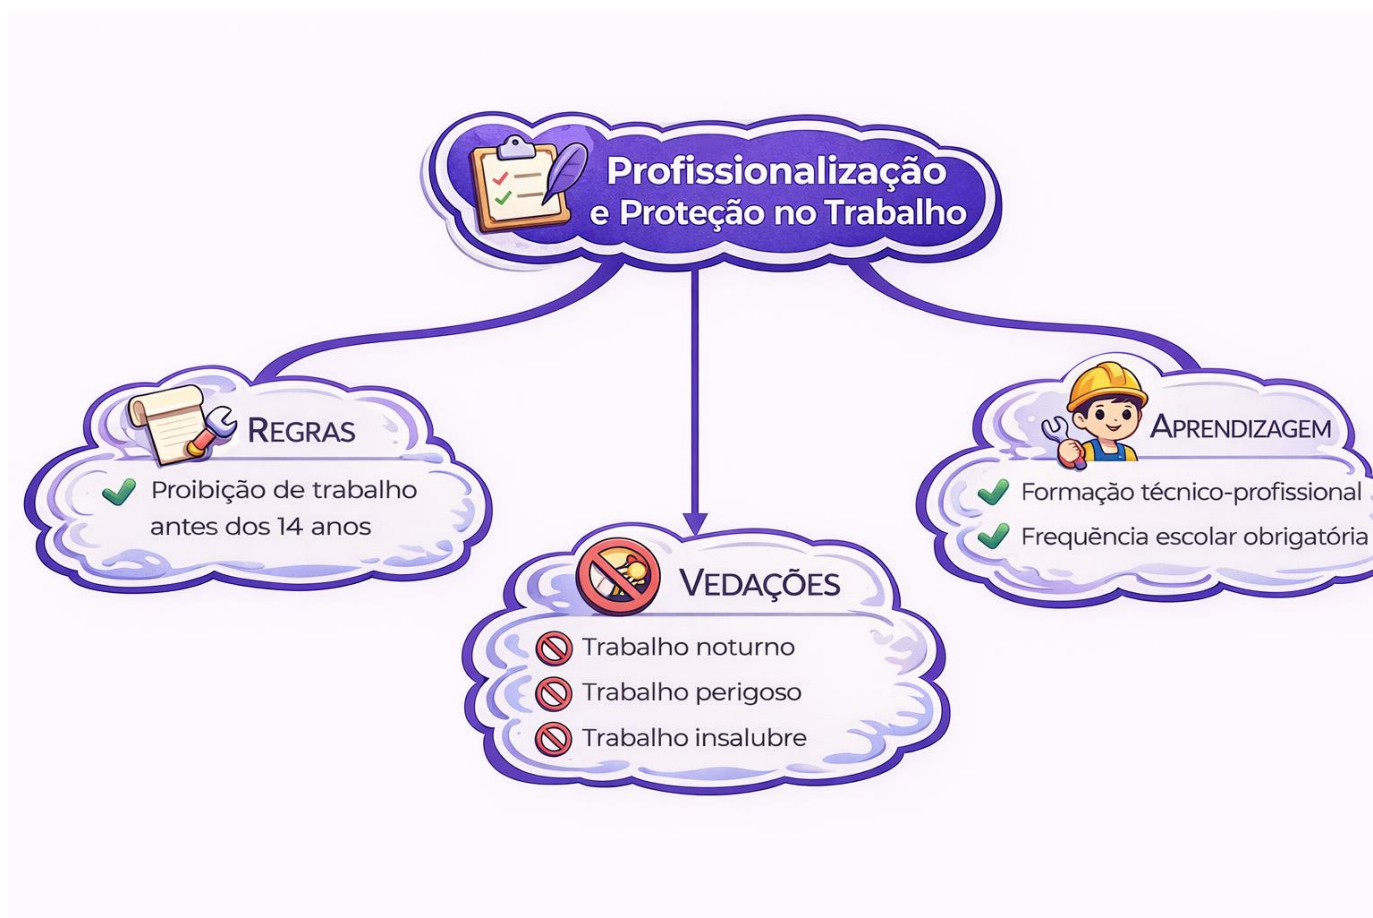 Profissionalização
e Proteção no Trabalho
REGRAS
Proibição de trabalho
antes dos 14 anos
VEDAÇÕES
Trabalho noturno
Trabalho perigoso
Trabalho insalubre
APRENDIZAGEM
Formação técnico-profissional
Frequência escolar obrigatória